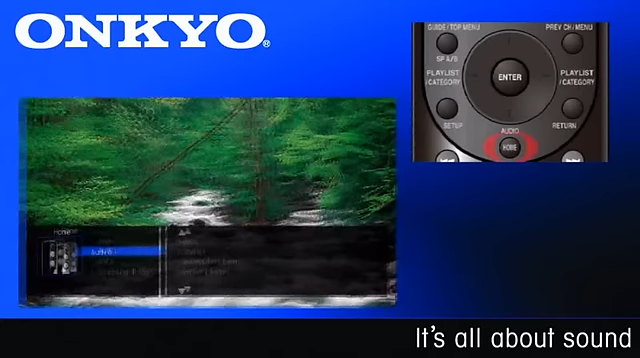 ONKYO®
GUIDE/TOP MENU
PREV CH/MENU
SP A/B
PLAYLIST
/CATEGORY
ENTER
PLAYLIST
/CATEGORY
SETUP
RETURN
AUDIO
HOME
HOME
It's all about sound